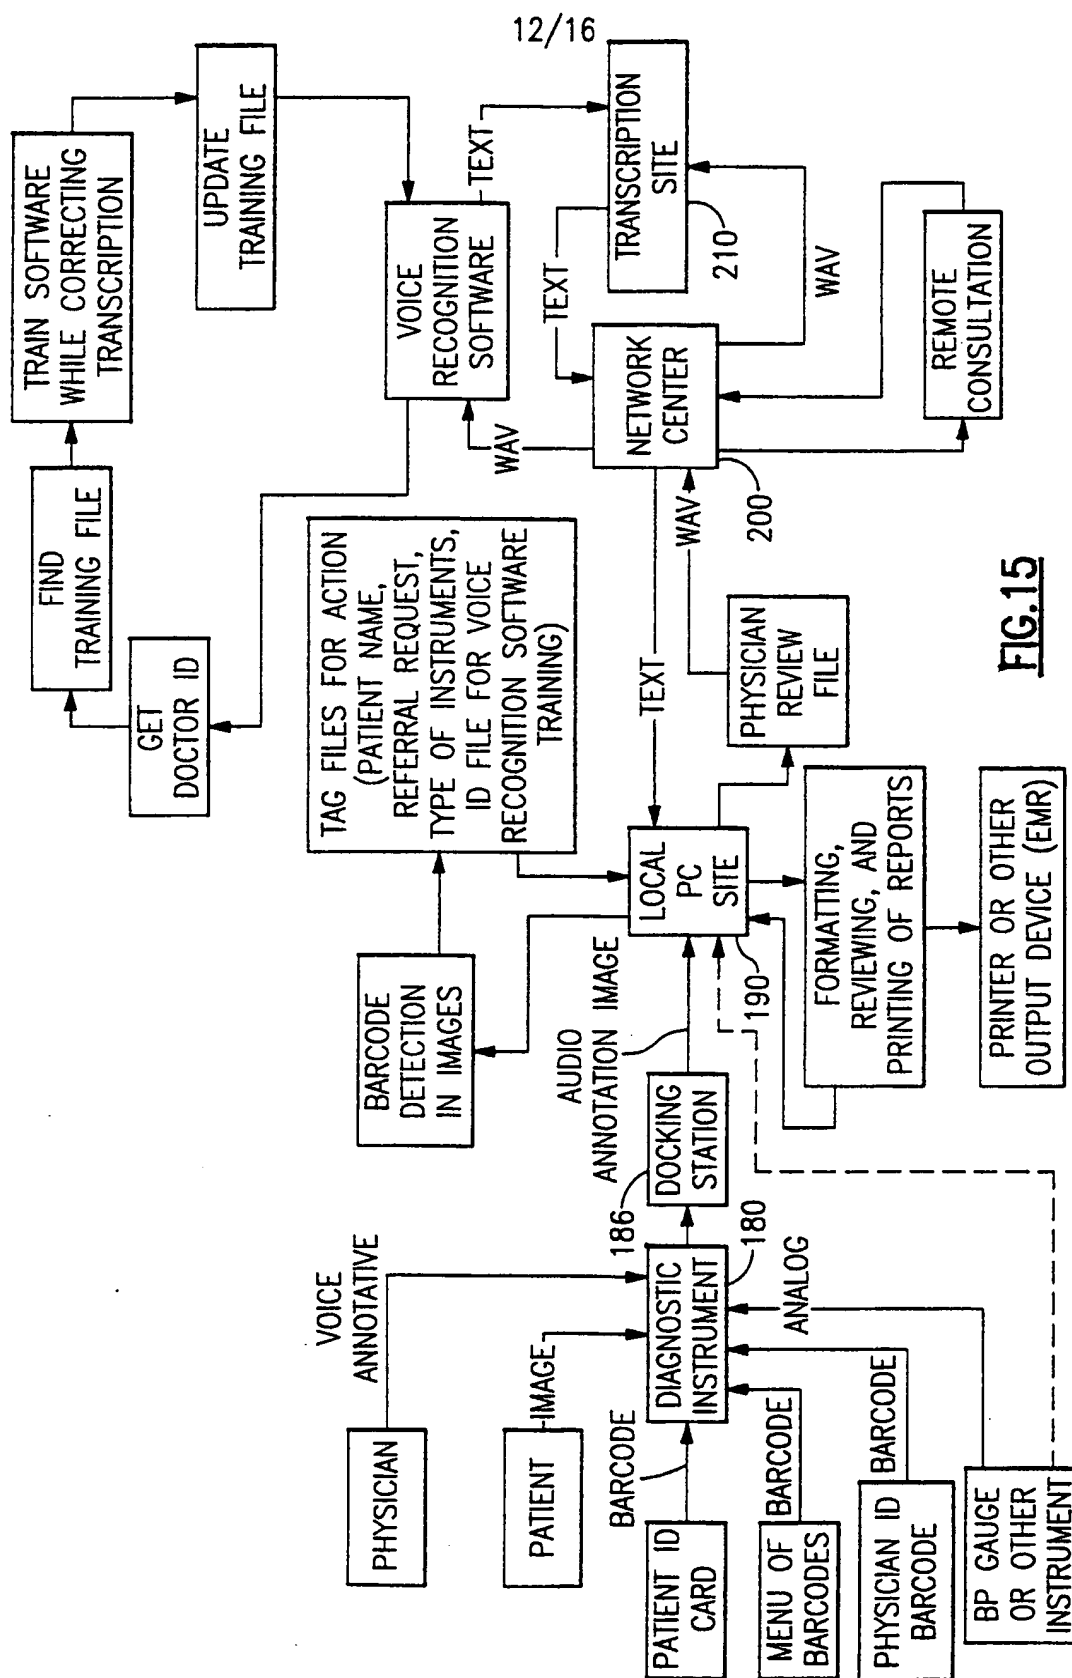 12/16
TRAIN SOFTWARE
WHILE CORRECTING
TRANSCRIPTION
UPDATE
TRAINING FILE
FIND
TRAINING FILE
GET
DOCTOR ID
VOICE
RECOGNITION
SOFTWARE
TEXT
TRANSCRIPTION
SITE
210
TEXT
WAV
NETWORK
CENTER
200
WAV
WAV
REMOTE
CONSULTATION
TAG FILES FOR ACTION
(PATIENT NAME,
REFERRAL REQUEST,
TYPE OF INSTRUMENTS,
ID FILE FOR VOICE
RECOGNITION SOFTWARE
TRAINING)
TEXT
PHYSICIAN
REVIEW
FILE
BARCODE
DETECTION
IN IMAGES
LOCAL
PC
SITE
190
AUDIO
ANNOTATION IMAGE
FORMATTING,
REVIEWING, AND
PRINTING OF REPORTS
PRINTER OR OTHER
OUTPUT DEVICE (EMR)
DOCKING
STATION
186
DIAGNOSTIC
INSTRUMENT
180
VOICE
ANNOTATIVE
PHYSICIAN
IMAGE
PATIENT
BARCODE
PATIENT ID
CARD
BARCODE
MENU OF
BARCODES
BARCODE
PHYSICIAN ID
BARCODE
ANALOG
BP GAUGE
OR OTHER
INSTRUMENT
FIG.15